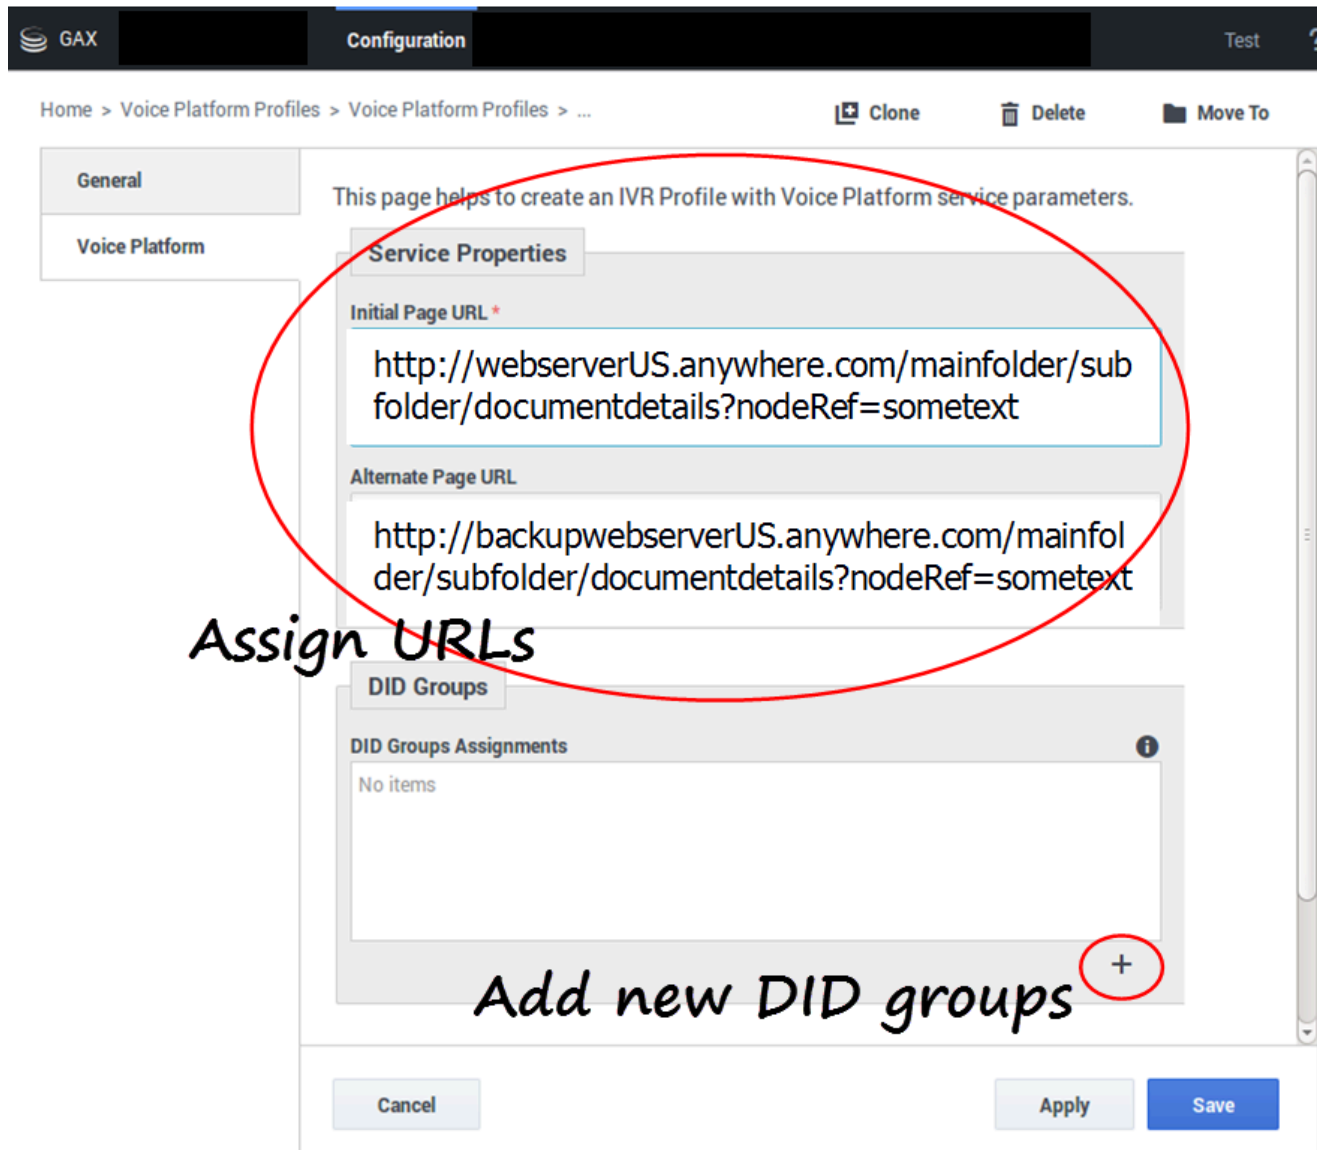 GAX Configuration Test ?
Home > Voice Platform Profiles > Voice Platform Profiles > ... Clone Delete Move To
General
Voice Platform
This page helps to create an IVR Profile with Voice Platform service parameters.
Service Properties
Initial Page URL *
http://webserverUS.anywhere.com/mainfolder/sub
folder/documentdetails?nodeRef=sometext
Alternate Page URL
http://backupwebserverUS.anywhere.com/mainfol
der/subfolder/documentdetails?nodeRef=sometext
Assign URLs
DID Groups
DID Groups Assignments
No items
+
Add new DID groups
Cancel Apply Save